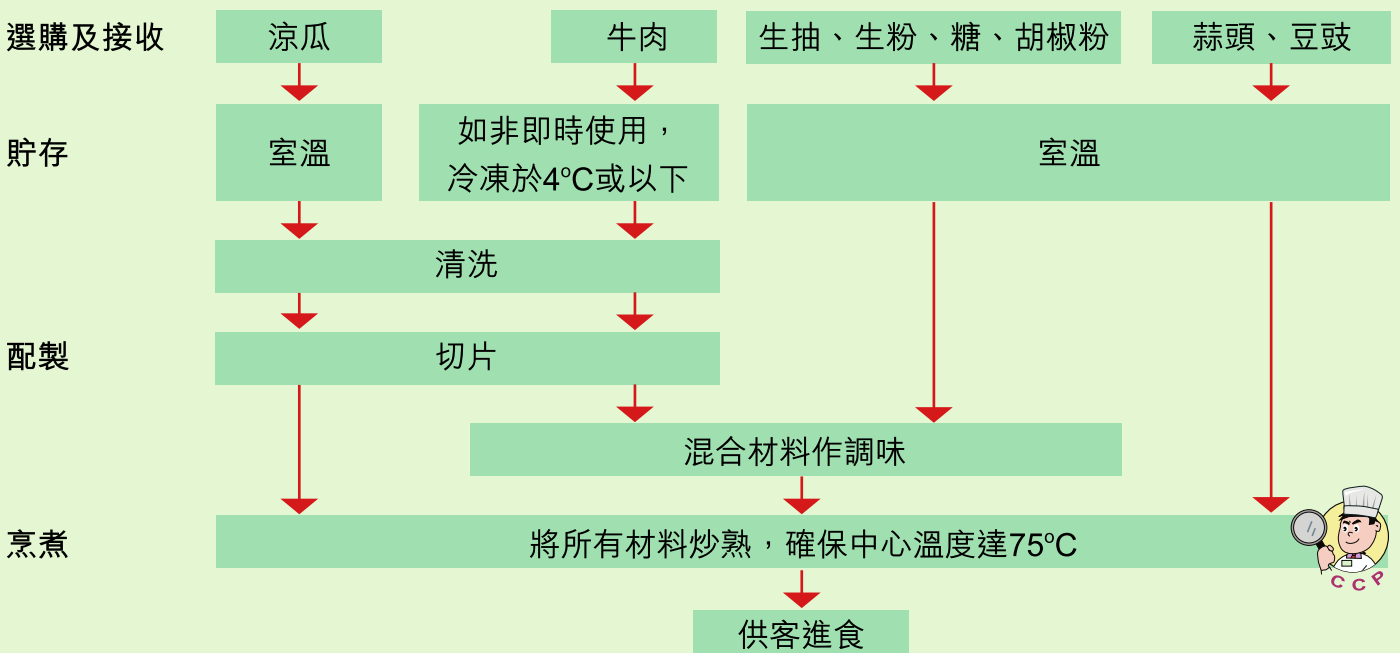 選購及接收
涼瓜
牛肉
生抽、生粉、糖、胡椒粉
蒜頭、豆豉
貯存
室溫
如非即時使用，
冷凍於4ºC或以下
室溫
清洗
配製
切片
混合材料作調味
烹煮
將所有材料炒熟，確保中心溫度達75ºC
CCP
供客進食